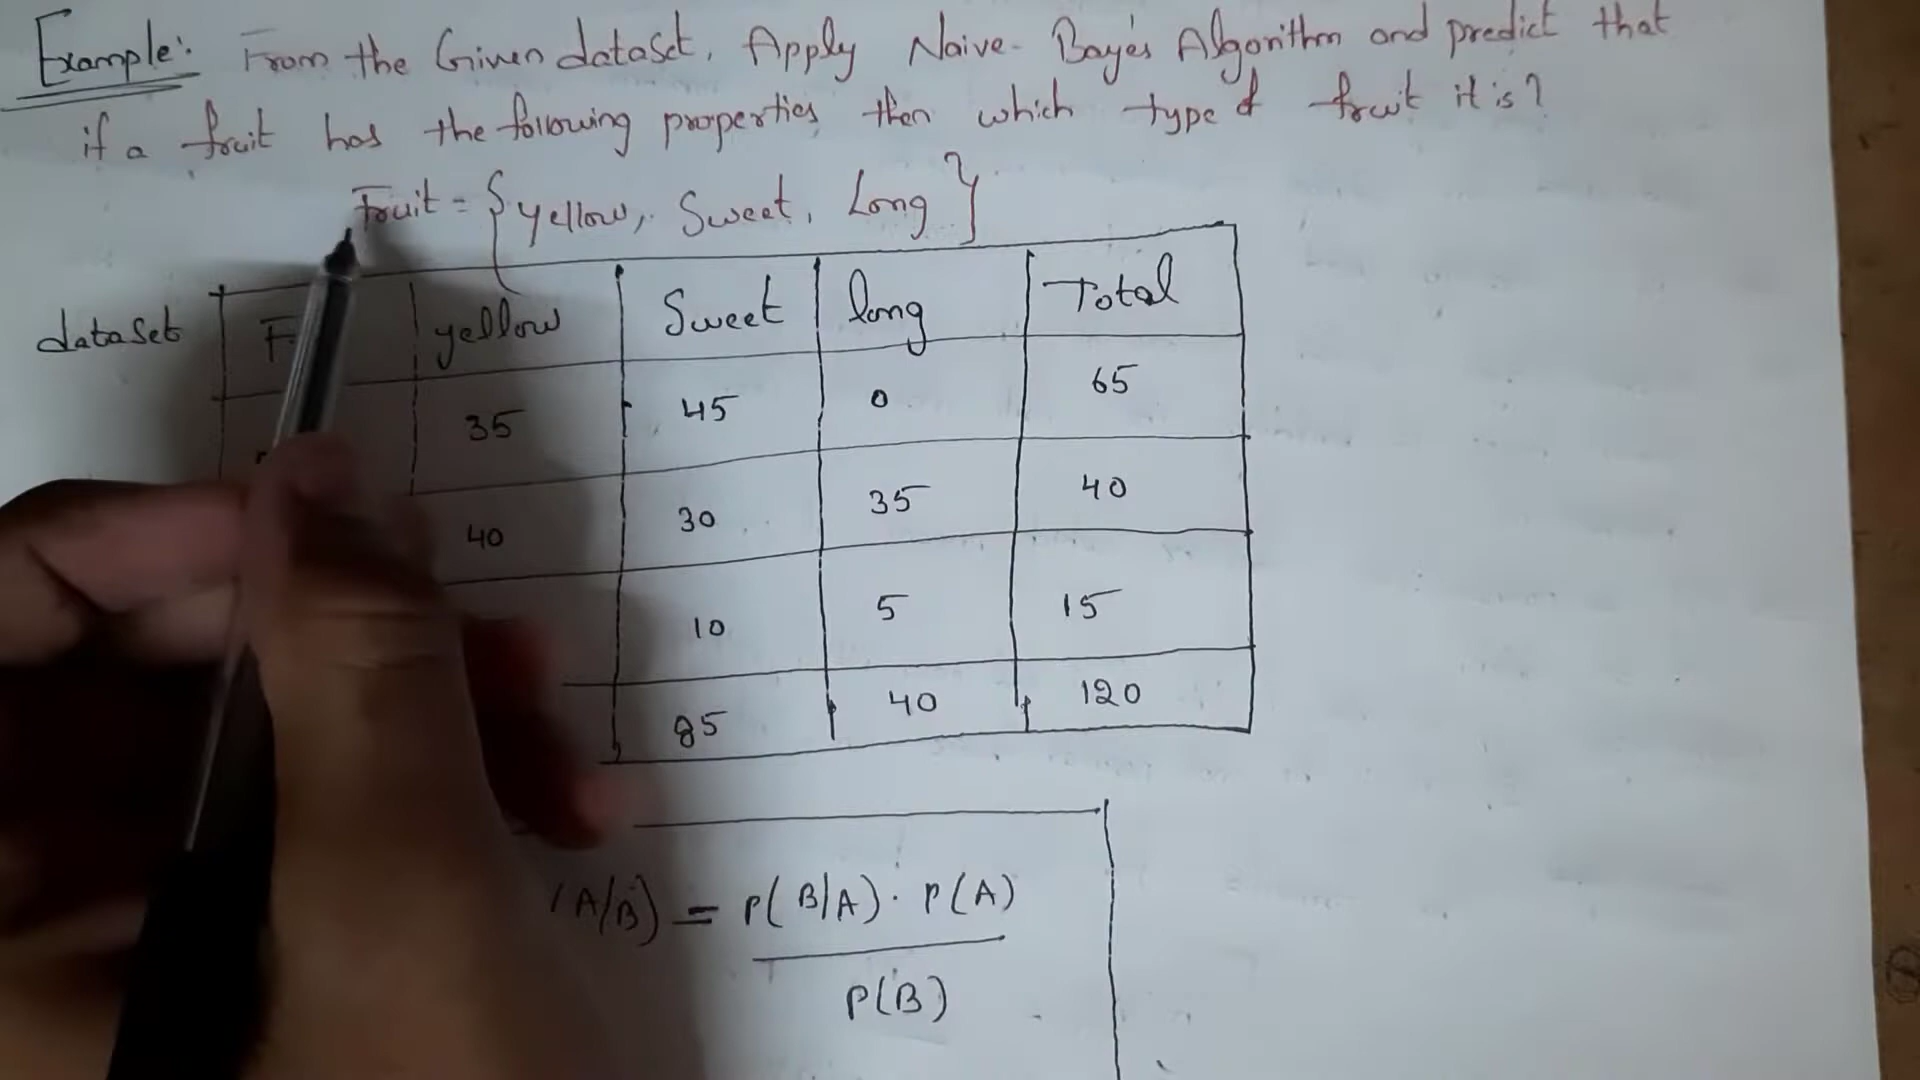 Example: From the Given dataset, Apply Naive Baye's Algorithm and predict that
if a fruit has the following properties then which type of fruit it is?
Fruit = {yellow, Sweet, Long}
dataset
F yellow Sweet long Total
35 45 0 65
40 30 35 40
10 5 15
85 40 120
(A/B) = P(B/A) · P(A)
P(B)